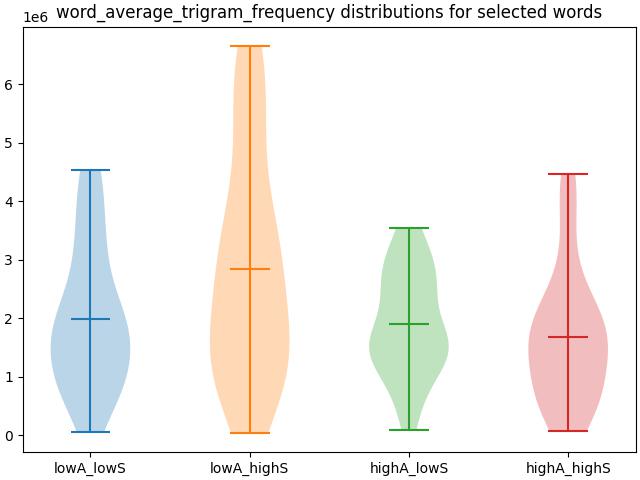 word_average_trigram_frequency distributions for selected words
1e6
6
5
4
3
2
1
0
lowA_lowS lowA_highS highA_lowS highA_highS